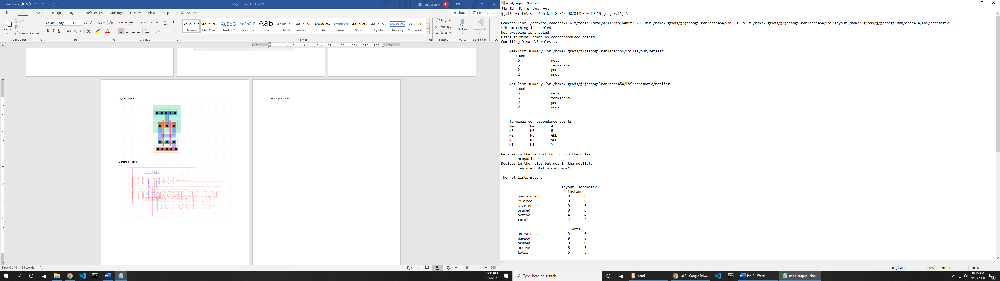 AutoSave Off
lab_2 - Saved to this PC
Gilman, Jason A GJ
File Home Insert Design Layout References Mailings Review View Help Search
Share Comments
Paste
Cut
Copy
Format Painter
Calibri (Body) 11
AaBbCcDc AaBbCcDc AaBbCc AaBbCcD AaB AaBbCcD AaBbCcDc AaBbCcDc AaBbCcDc AaBbCcDc AaBbCcDc AaBbCcDc AABBCCDC
¶ Normal ¶ No Spac... Heading 1 Heading 2 Title Subtitle Subtle Em... Emphasis Intense E... Strong Quote Intense Q... Subtle Ref...
Find
Replace
Select
Dictate
Sensitivity
Clipboard Font Paragraph Styles Editing Voice Sensitivity
Layout – nand
Extracted – nand
LSV Output – nand
Page 4 of 4 28 words
Focus
70%
10:35 PM
9/16/2020
nand_output - Notepad
File Edit Format View Help
@(#)$CDS: LVS version 6.1.8-64b 08/04/2020 19:19 (cpgsrv11) $
Command line: /opt/coe/cadence/IC618/tools.lnx86/dfII/bin/64bit/LVS -dir /home/ugrads/j/jasongilman/ecen454/LVS -l -s -t /home/ugrads/j/jasongilman/ecen454/LVS/layout /home/ugrads/j/jasongilman/ecen454/LVS/schematic
Like matching is enabled.
Net swapping is enabled.
Using terminal names as correspondence points.
Compiling Diva LVS rules...
Net-list summary for /home/ugrads/j/jasongilman/ecen454/LVS/layout/netlist
count
6 nets
5 terminals
2 pmos
2 nmos
Net-list summary for /home/ugrads/j/jasongilman/ecen454/LVS/schematic/netlist
count
6 nets
5 terminals
2 pmos
2 nmos
Terminal correspondence points
N4 N4 A
N3 N0 B
N2 N5 GND
N5 N3 VDD
N1 N1 Y
Devices in the netlist but not in the rules:
pcapacitor
Devices in the rules but not in the netlist:
cap nfet pfet nmos4 pmos4
The net-lists match.
layout schematic
instances
un-matched 0 0
rewired 0 0
size errors 0 0
pruned 0 0
active 4 4
total 4 4
nets
un-matched 0 0
merged 0 0
pruned 0 0
active 6 6
total 6 6
Ln 1, Col 1 100% Unix (LF) UTF-8
Type here to search
nand
Lab2 - Google Driv...
lab_2 - Word
nand_output - Not...
10:35 PM
9/16/2020